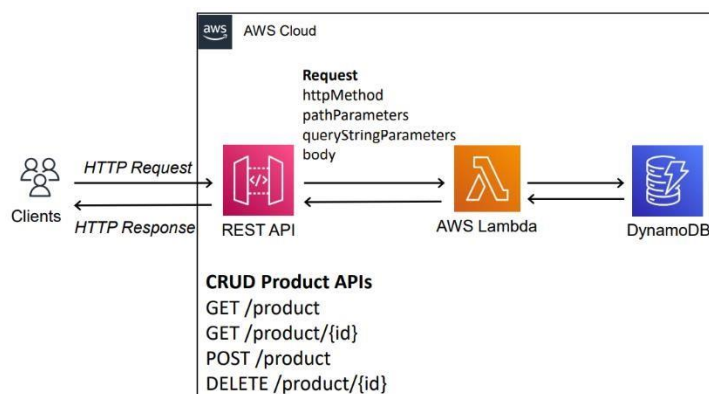 aws
AWS Cloud
Request
httpMethod
pathParameters
queryStringParameters
body
HTTP Request
HTTP Response
Clients
REST API
AWS Lambda
DynamoDB
CRUD Product APIs
GET /product
GET /product/{id}
POST /product
DELETE /product/{id}